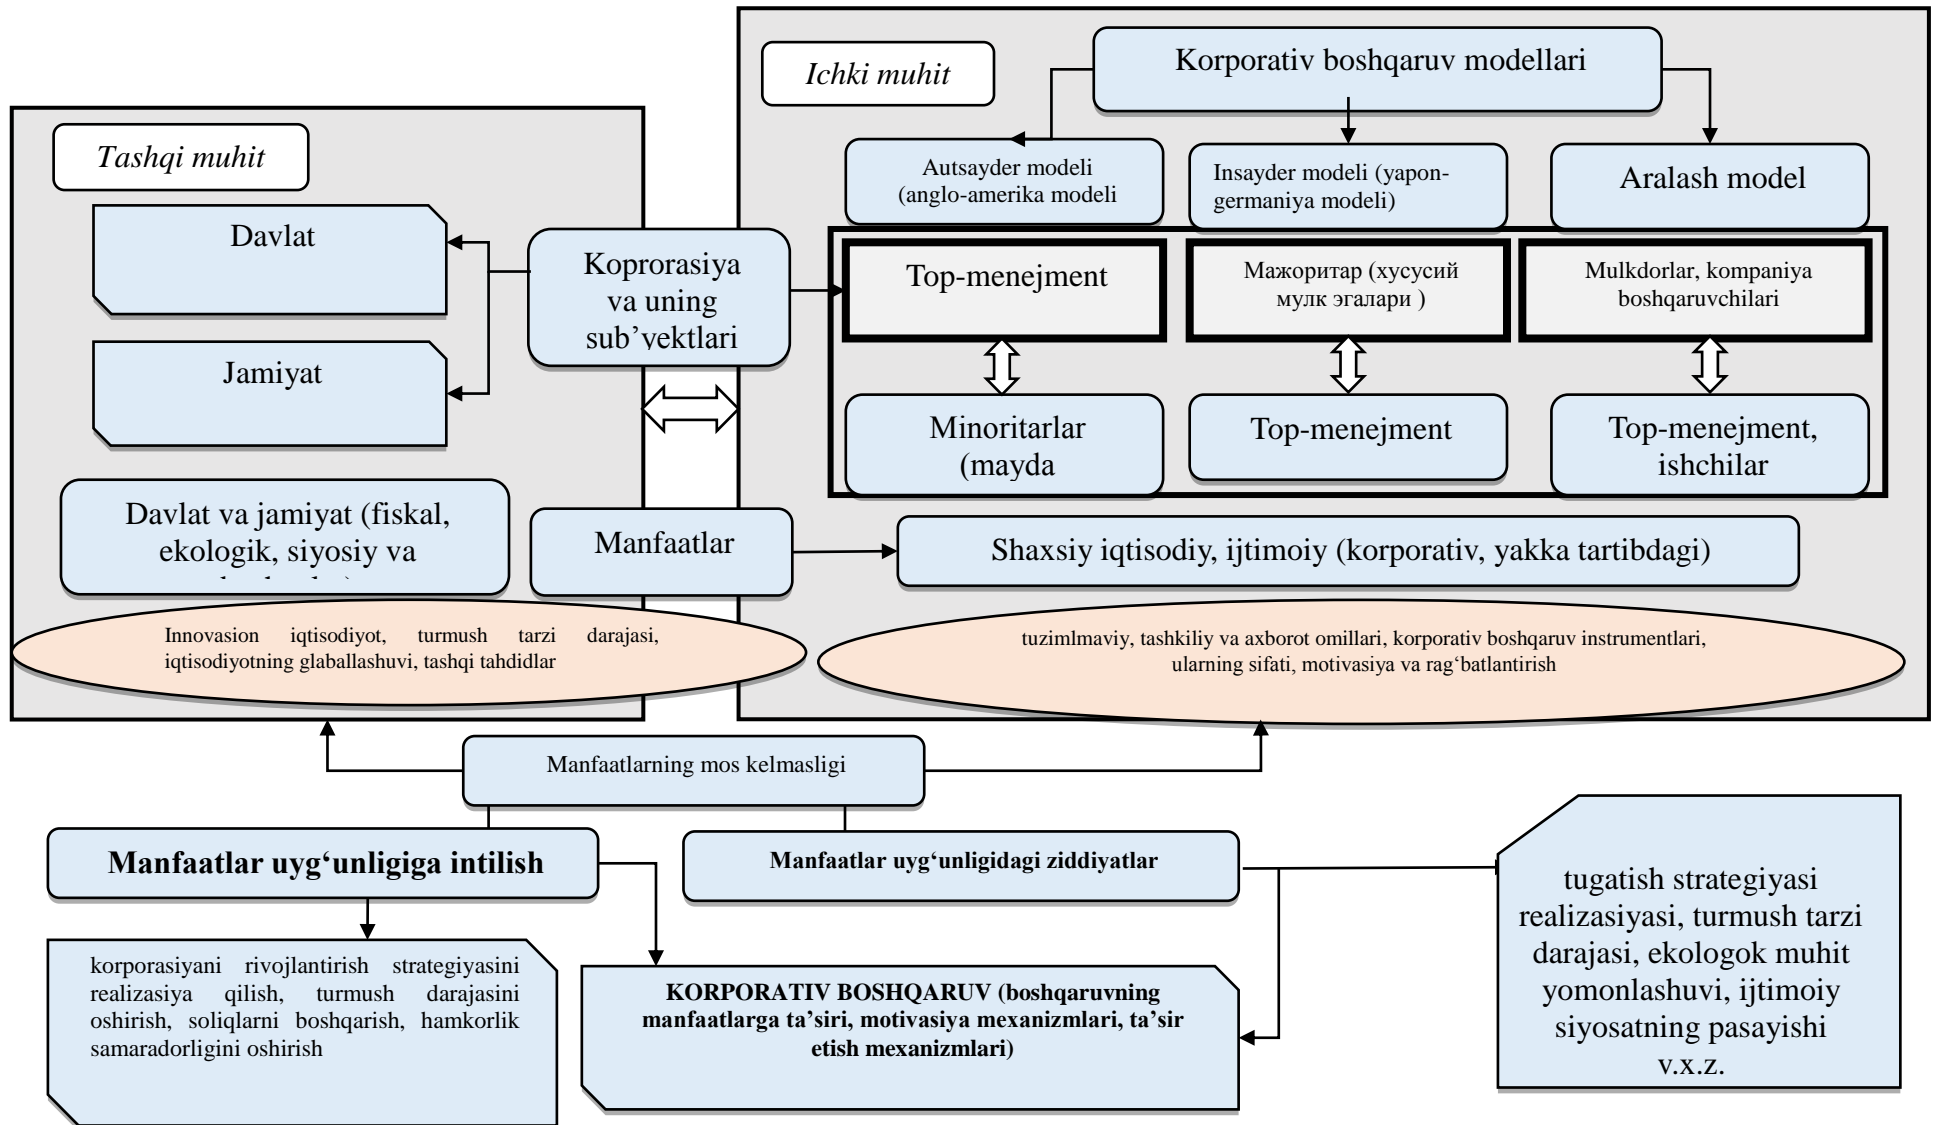 Ichki muhit
Korporativ boshqaruv modellari
Tashqi muhit
Autsayder modeli
(anglo-amerika modeli
Insayder modeli (yapon-
germaniya modeli)
Aralash model
Davlat
Jamiyat
Koprorasiya
va uning
sub’yektlari
Top-menejment
Мажоритар (хусусий
мулк эгалари )
Mulkdorlar, kompaniya
boshqaruvchilari
Minoritarlar
(mayda
Top-menejment
Top-menejment,
ishchilar
Davlat va jamiyat (fiskal,
ekologik, siyosiy va
Manfaatlar
Shaxsiy iqtisodiy, ijtimoiy (korporativ, yakka tartibdagi)
Innovasion iqtisodiyot, turmush tarzi darajasi,
iqtisodiyotning glaballashuvi, tashqi tahdidlar
tuzimlmaviy, tashkiliy va axborot omillari, korporativ boshqaruv instrumentlari,
ularning sifati, motivasiya va rag‘batlantirish
Manfaatlarning mos kelmasligi
Manfaatlar uyg‘unligiga intilish
Manfaatlar uyg‘unligidagi ziddiyatlar
korporasiyani rivojlantirish strategiyasini
realizasiya qilish, turmush darajasini
oshirish, soliqlarni boshqarish, hamkorlik
samaradorligini oshirish
KORPORATIV BOSHQARUV (boshqaruvning
manfaatlarga ta’siri, motivasiya mexanizmlari, ta’sir
etish mexanizmlari)
tugatish strategiyasi
realizasiyasi, turmush tarzi
darajasi, ekologok muhit
yomonlashuvi, ijtimoiy
siyosatning pasayishi
v.x.z.